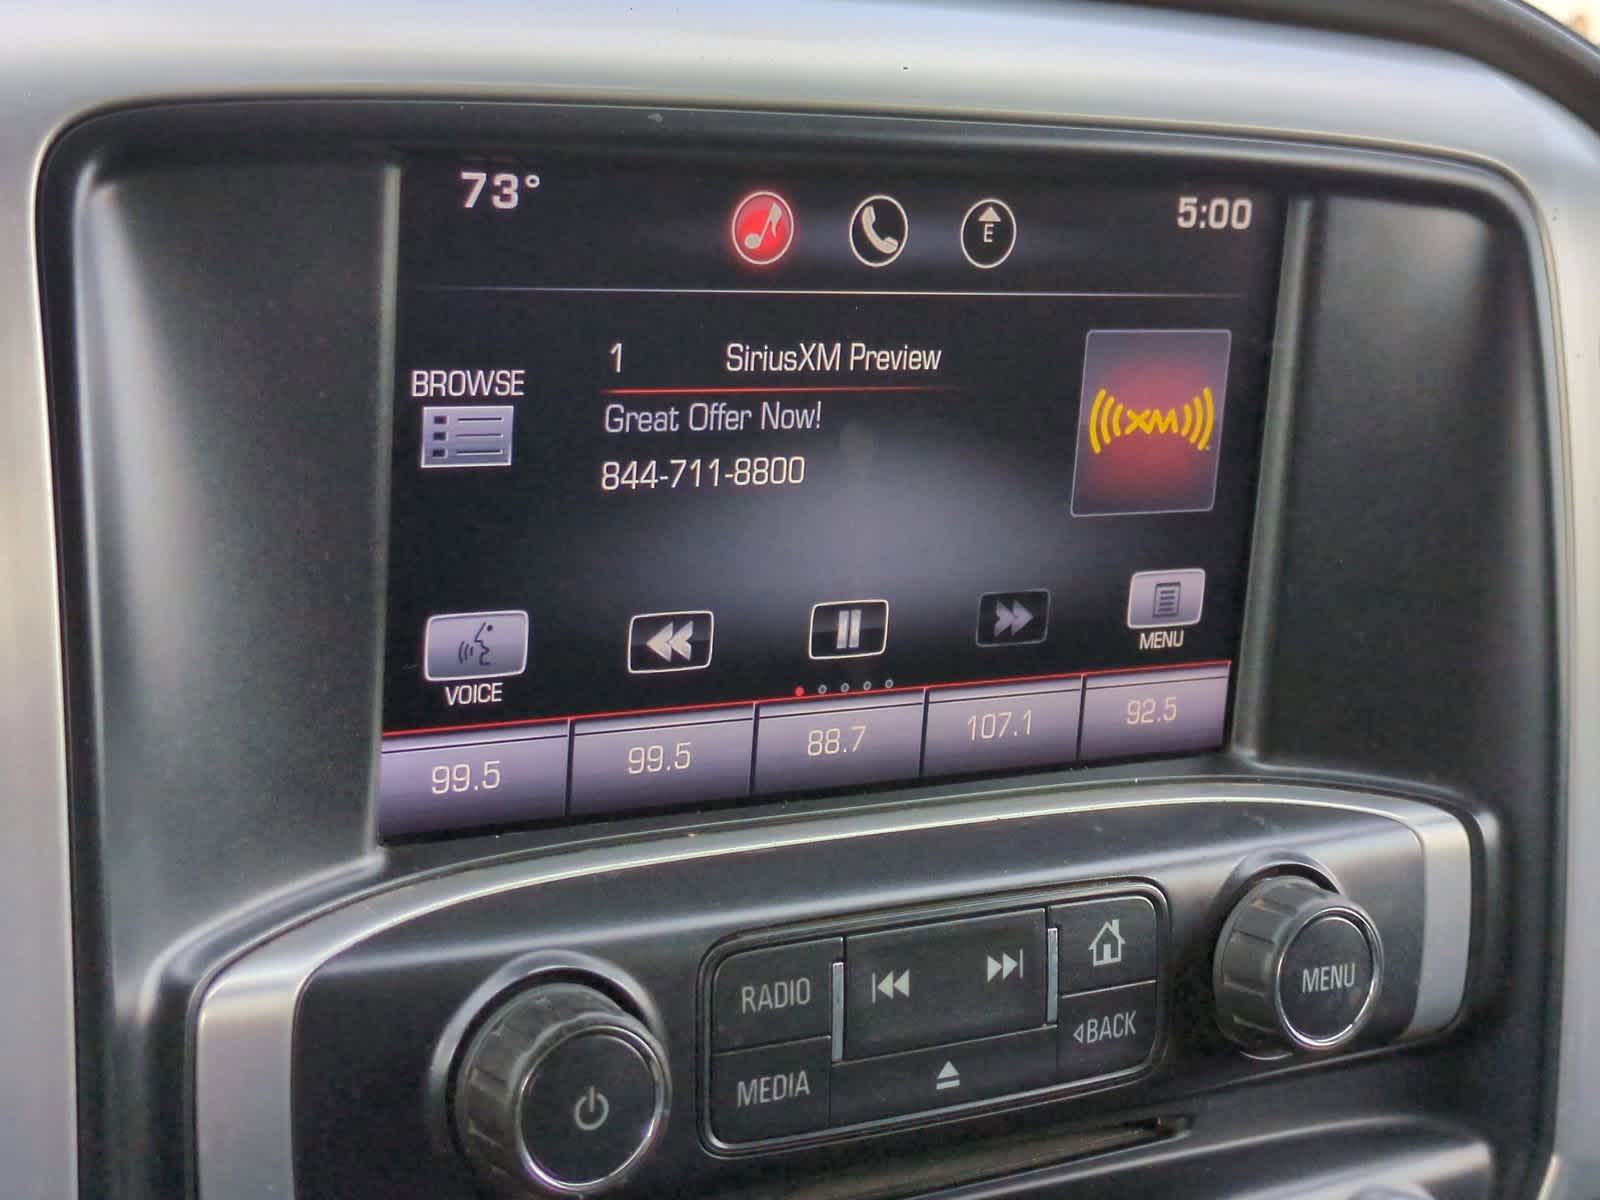 73°
E
5:00
1 SiriusXM Preview
BROWSE
Great Offer Now!
844-711-8800
((((XM))))
VOICE
MENU
99.5 99.5 88.7 107.1 92.5
RADIO
MENU
BACK
MEDIA